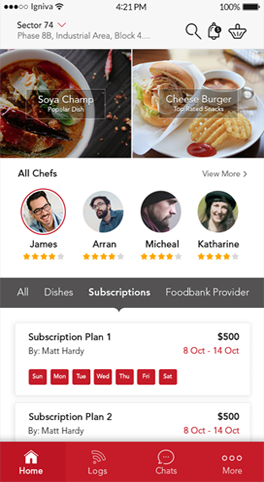 Igniva
4:21 PM
100%
Sector 74
Phase 8B, Industrial Area, Block 4...
Soya Champ
Popular Dish
Cheese Burger
Top Rated Snacks
All Chefs
View More
James
Arran
Micheal
Katharine
All
Dishes
Subscriptions
Foodbank Provider
Subscription Plan 1
$500
By: Matt Hardy
8 Oct - 14 Oct
Sun
Mon
Tue
Wed
Thu
Fri
Sat
Subscription Plan 2
$500
By: Matt Hardy
8 Oct - 14 Oct
Home
Logs
Chats
More